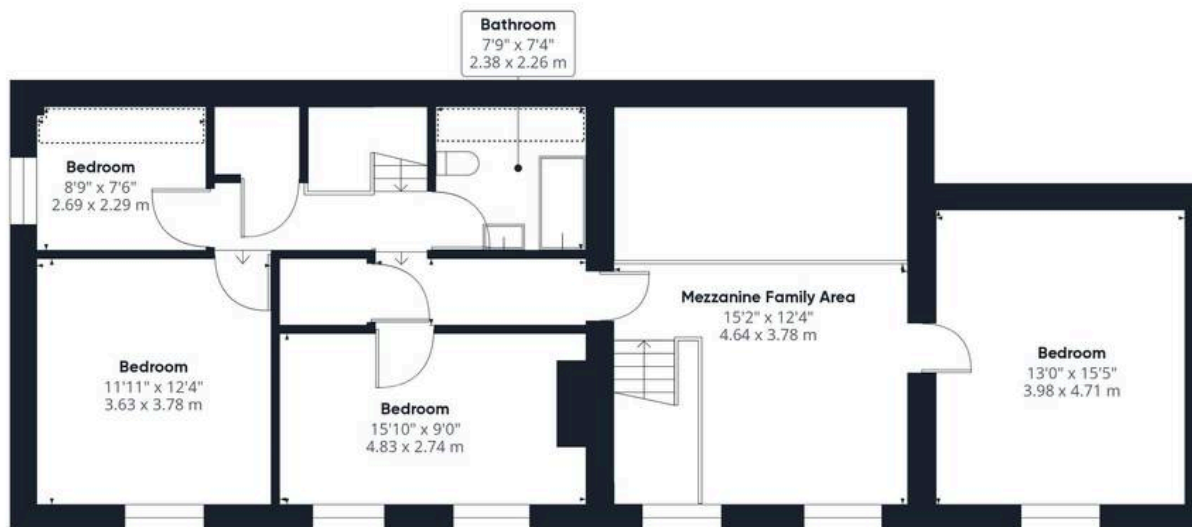 Bathroom
7'9" x 7'4"
2.38 x 2.26 m
Bedroom
8'9" x 7'6"
2.69 x 2.29 m
Mezzanine Family Area
15'2" x 12'4"
4.64 x 3.78 m
Bedroom
11'11" x 12'4"
3.63 x 3.78 m
Bedroom
15'10" x 9'0"
4.83 x 2.74 m
Bedroom
13'0" x 15'5"
3.98 x 4.71 m